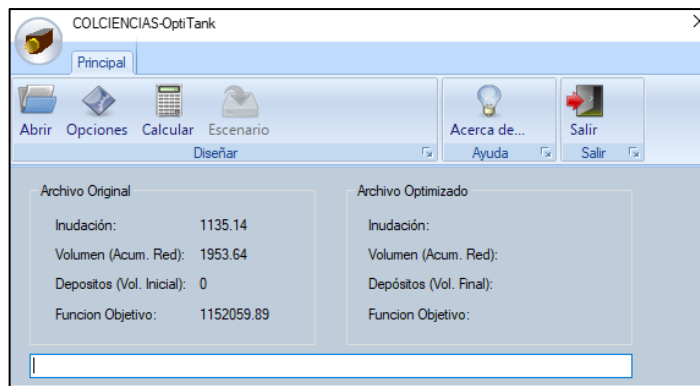 COLCIENCIAS-OptiTank
Principal
Abrir Opciones Calcular Escenario
Acerca de...
Salir
Diseñar
Ayuda
Salir
Archivo Original
Inudación: 1135.14
Volumen (Acum. Red): 1953.64
Depositos (Vol. Inicial): 0
Funcion Objetivo: 1152059.89
Archivo Optimizado
Inudación:
Volumen (Acum. Red):
Depósitos (Vol. Final):
Funcion Objetivo: